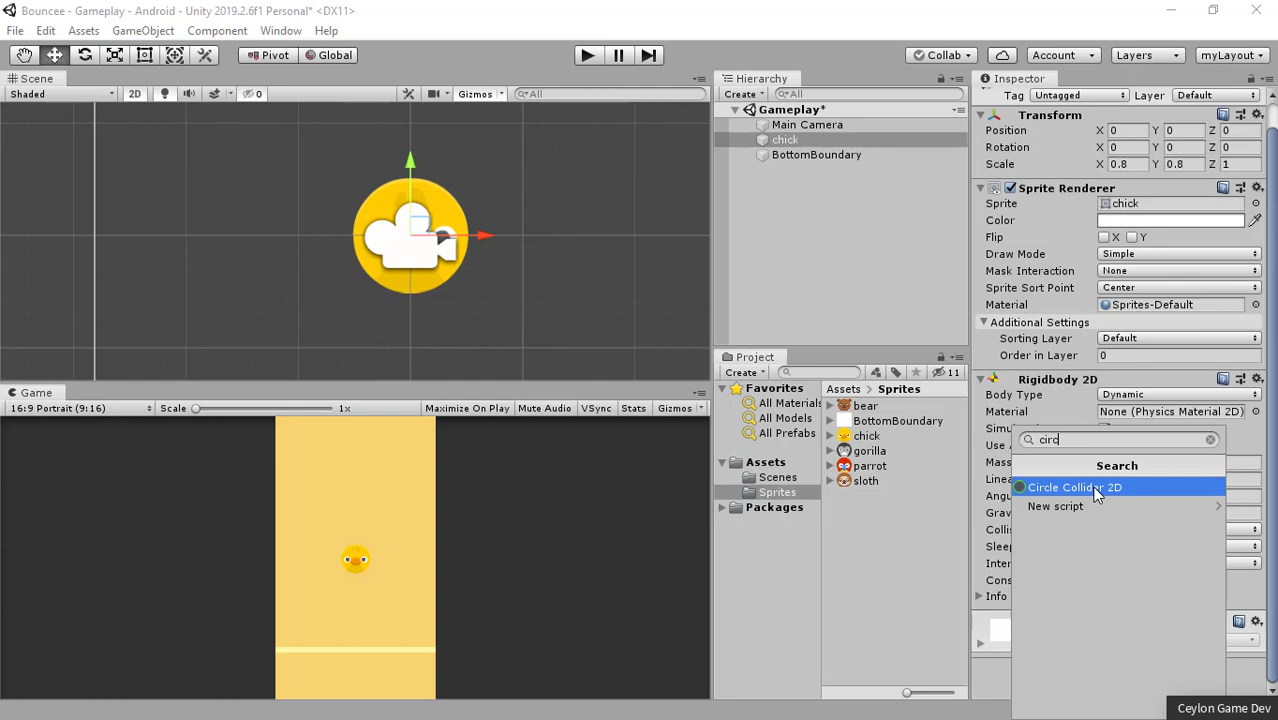 Bouncee - Gameplay - Android - Unity 2019.2.6f1 Personal* <DX11>
File Edit Assets GameObject Component Window Help
Pivot Global Collab Account Layers myLayout
Scene
Shaded 2D 0 Gizmos All
Game
16:9 Portrait (9:16) Scale 1x Maximize On Play Mute Audio VSync Stats Gizmos
Hierarchy
Create All
Gameplay*
Main Camera
chick
BottomBoundary
Project
Create 11
Favorites
All Materials
All Models
All Prefabs
Assets
Scenes
Sprites
Packages
Assets > Sprites
bear
BottomBoundary
chick
gorilla
parrot
sloth
Inspector
Tag Untagged Layer Default
Transform
Position X 0 Y 0 Z 0
Rotation X 0 Y 0 Z 0
Scale X 0.8 Y 0.8 Z 1
Sprite Renderer
Sprite chick
Color
Flip X Y
Draw Mode Simple
Mask Interaction None
Sprite Sort Point Center
Material Sprites-Default
Additional Settings
Sorting Layer Default
Order in Layer 0
Rigidbody 2D
Body Type Dynamic
Material None (Physics Material 2D)
Simu
Use
Mass
Linea
Angu
Grav
Collis
Sleep
Inter
Cons
Info
circ
Search
Circle Collider 2D
New script
Ceylon Game Dev